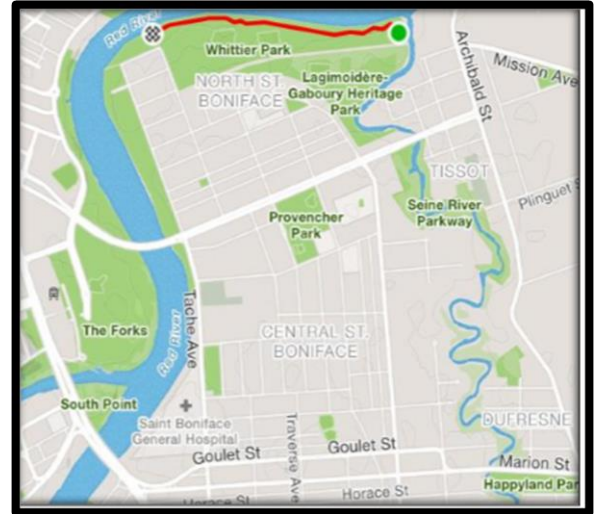 Red River
Whittier Park
Archibald St
Mission Ave
NORTH ST.
BONIFACE
Lagimoidère-
Gaboury Heritage
Park
TISSOT
Plinguet S
Seine River
Parkway
Provencher
Park
Tache Ave
The Forks
Red River
CENTRAL ST.
BONIFACE
South Point
Saint Boniface
General Hospital
Traverse Ave
DUFRESNE
Goulet St
Goulet St
Marion St
Happyland Par
Horace St
Horace St